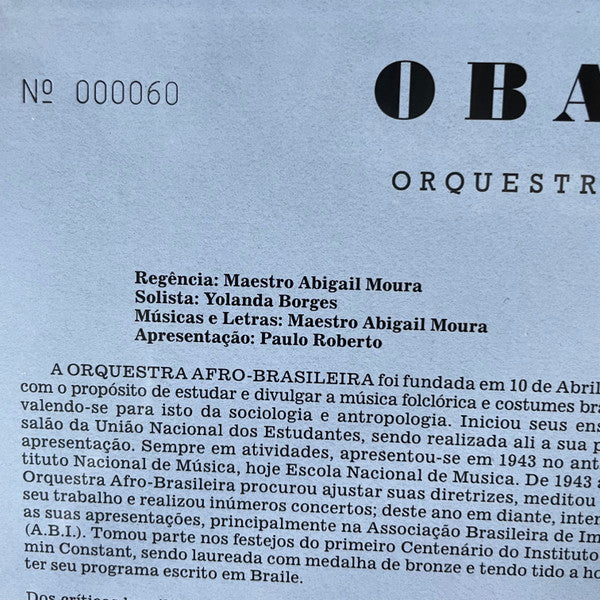 Nº 000060
OBA
ORQUESTR
Regência: Maestro Abigail Moura
Solista: Yolanda Borges
Músicas e Letras: Maestro Abigail Moura
Apresentação: Paulo Roberto
A ORQUESTRA AFRO-BRASILEIRA foi fundada em 10 de Abril
com o propósito de estudar e divulgar a música folclórica e costumes bra
valendo-se para isto da sociologia e antropologia. Iniciou seus ens
salão da União Nacional dos Estudantes, sendo realizada ali a sua p
apresentação. Sempre em atividades, apresentou-se em 1943 no ant
tituto Nacional de Música, hoje Escola Nacional de Musica. De 1943 a
Orquestra Afro-Brasileira procurou ajustar suas diretrizes, meditou
seu trabalho e realizou inúmeros concertos; deste ano em diante, inter
as suas apresentações, principalmente na Associação Brasileira de Im
(A.B.I.). Tomou parte nos festejos do primeiro Centenário do Instituto
min Constant, sendo laureada com medalha de bronze e tendo tido a ho
ter seu programa escrito em Braile.
Dos críticos